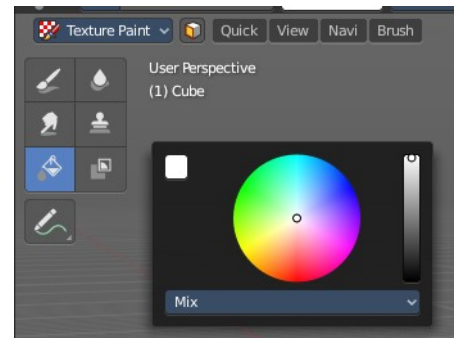 Texture Paint Quick View Navi Brush
User Perspective
(1) Cube
Mix